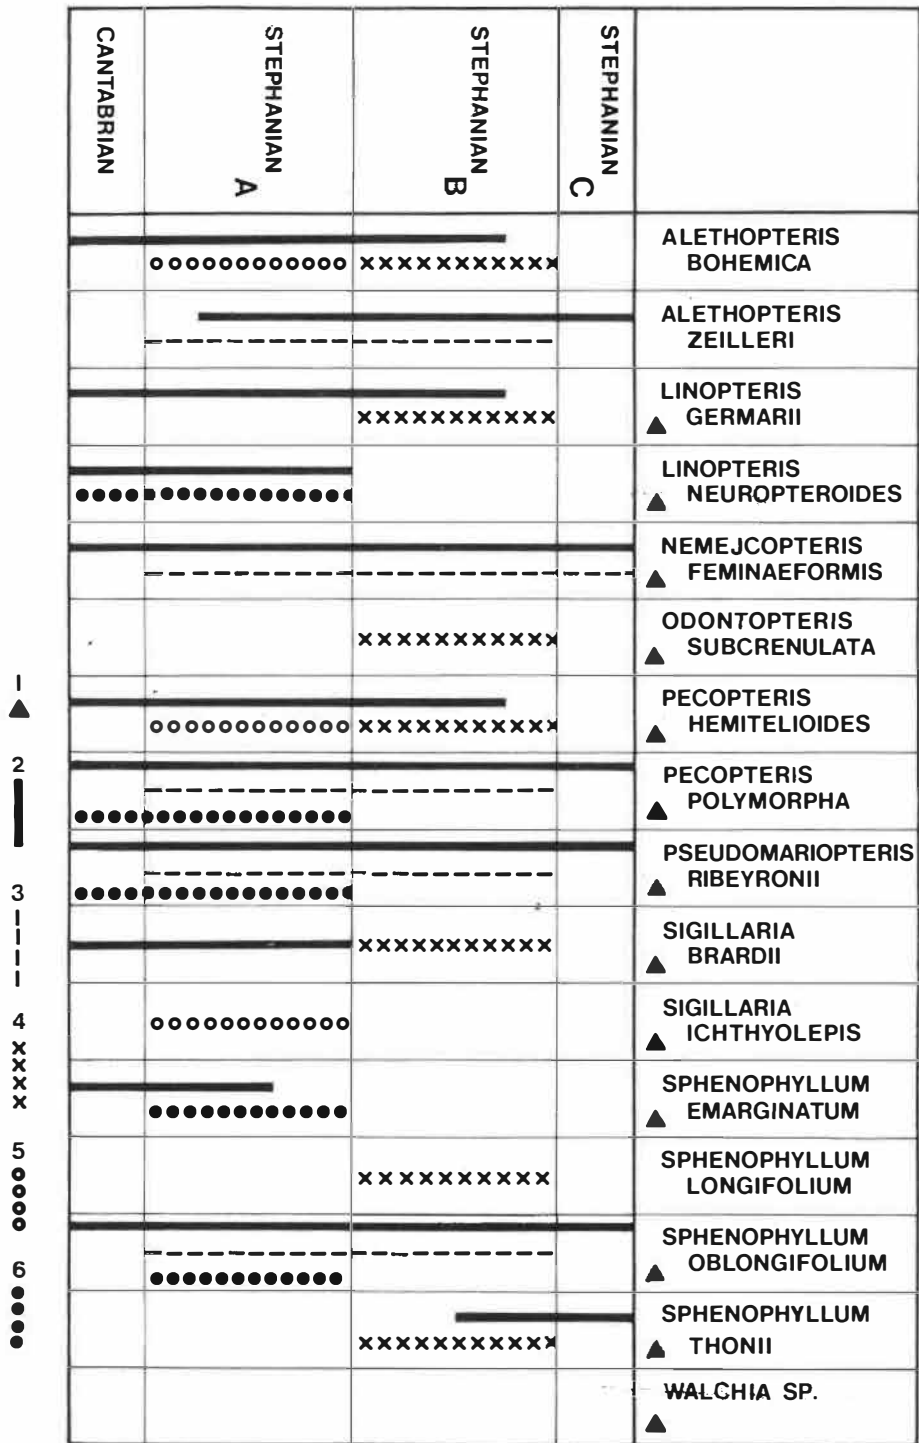 CANTABRIAN
STEPHANIAN
A
STEPHANIAN
B
STEPHANIAN
C
ALETHOPTERIS
BOHEMICA
ALETHOPTERIS
ZEILLERI
LINOPTERIS
▲ GERMARII
LINOPTERIS
▲ NEUROPTEROIDES
NEMEJCOPTERIS
▲ FEMINAEFORMIS
ODONTOPTERIS
▲ SUBCRENULATA
PECOPTERIS
▲ HEMITELIOIDES
PECOPTERIS
▲ POLYMORPHA
PSEUDOMARIOPTERIS
▲ RIBEYRONII
SIGILLARIA
▲ BRARDII
SIGILLARIA
▲ ICHTHYOLEPIS
SPHENOPHYLLUM
▲ EMARGINATUM
SPHENOPHYLLUM
LONGIFOLIUM
SPHENOPHYLLUM
▲ OBLONGIFOLIUM
SPHENOPHYLLUM
▲ THONII
WALCHIA SP.
▲
1
▲
2
3
4
5
6